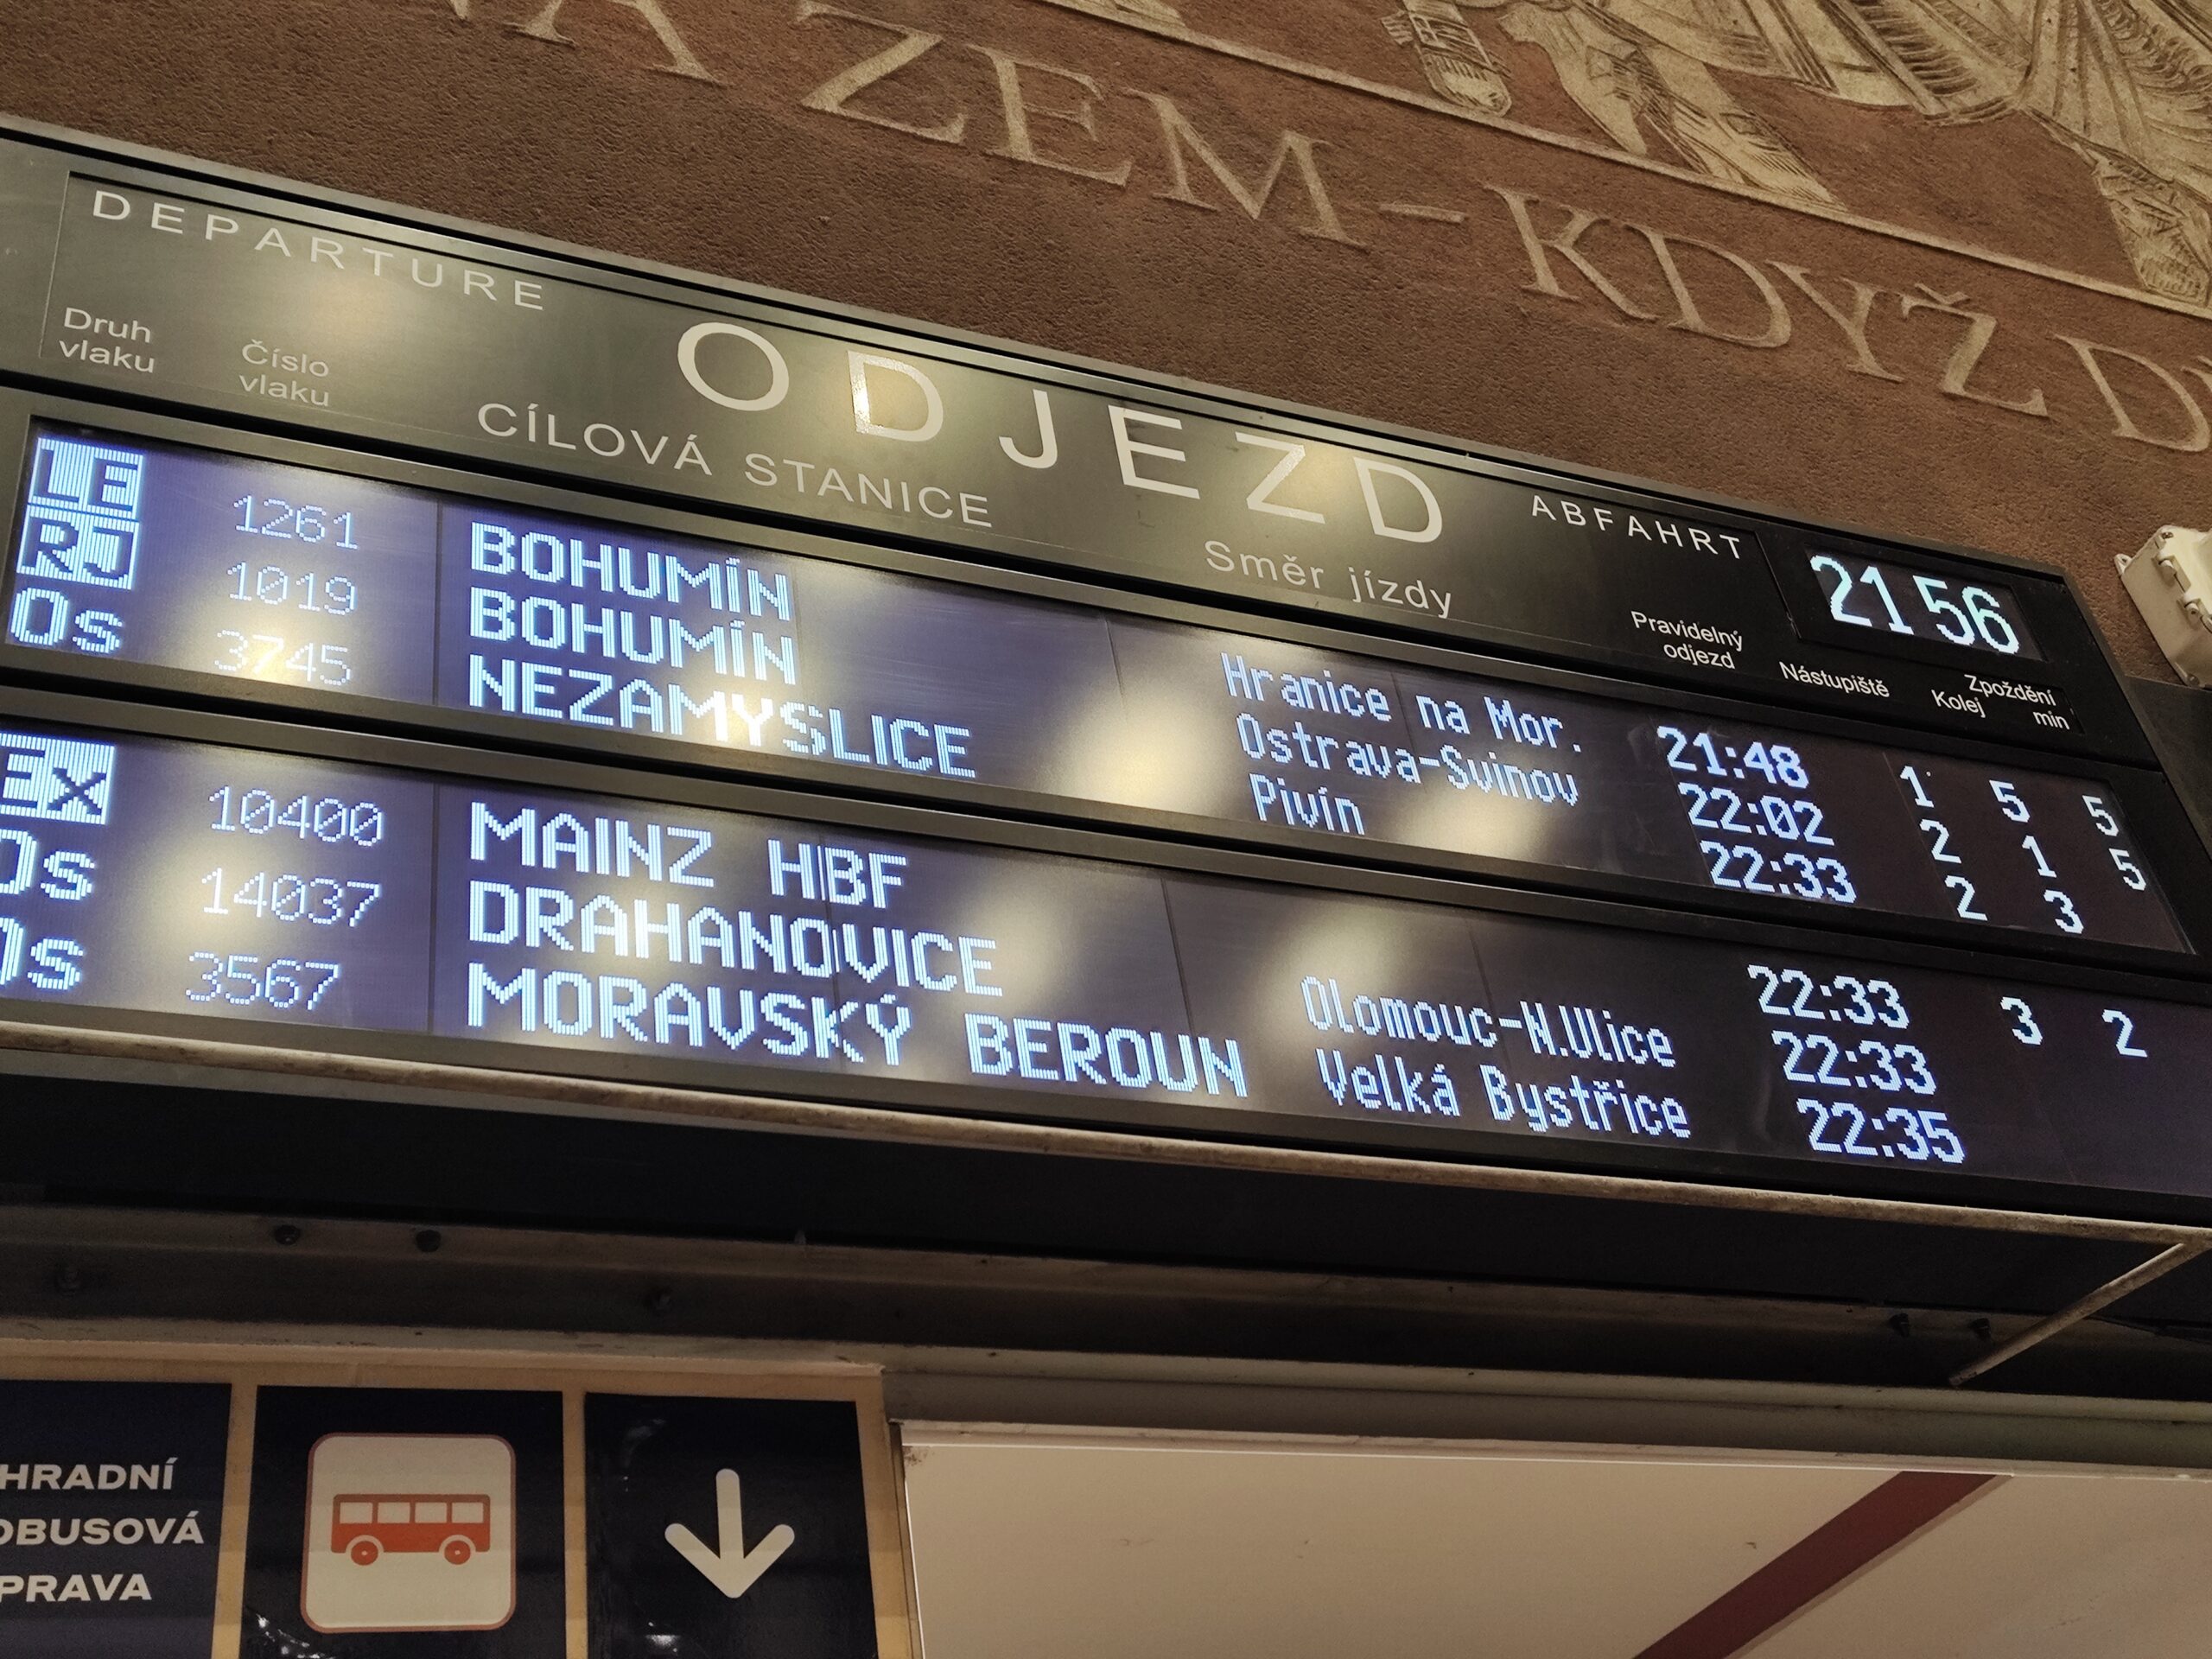 ZEM - KDYŽ
DEPARTURE
ODJEZD
ABFAHRT
21 56
Druh vlaku
Číslo vlaku
CÍLOVÁ STANICE
Směr jízdy
Pravidelný odjezd
Nástupiště
Kolej
Zpoždění min
LE 1261 BOHUMÍN Hranice na Mor. 21:48 1 5 5
RJ 1019 BOHUMÍN Ostrava-Svinov 22:02 2 1 5
Os 3745 NEZAMYSLICE Pivín 22:33 2 3
Ex 10400 MAINZ HBF 22:33 3 2
Os 14037 DRAHANOVICE Olomouc-N.Ulice 22:33
Os 3567 MORAVSKÝ BEROUN Velká Bystřice 22:35
HRADNÍ
OBUSOVÁ
PRAVA